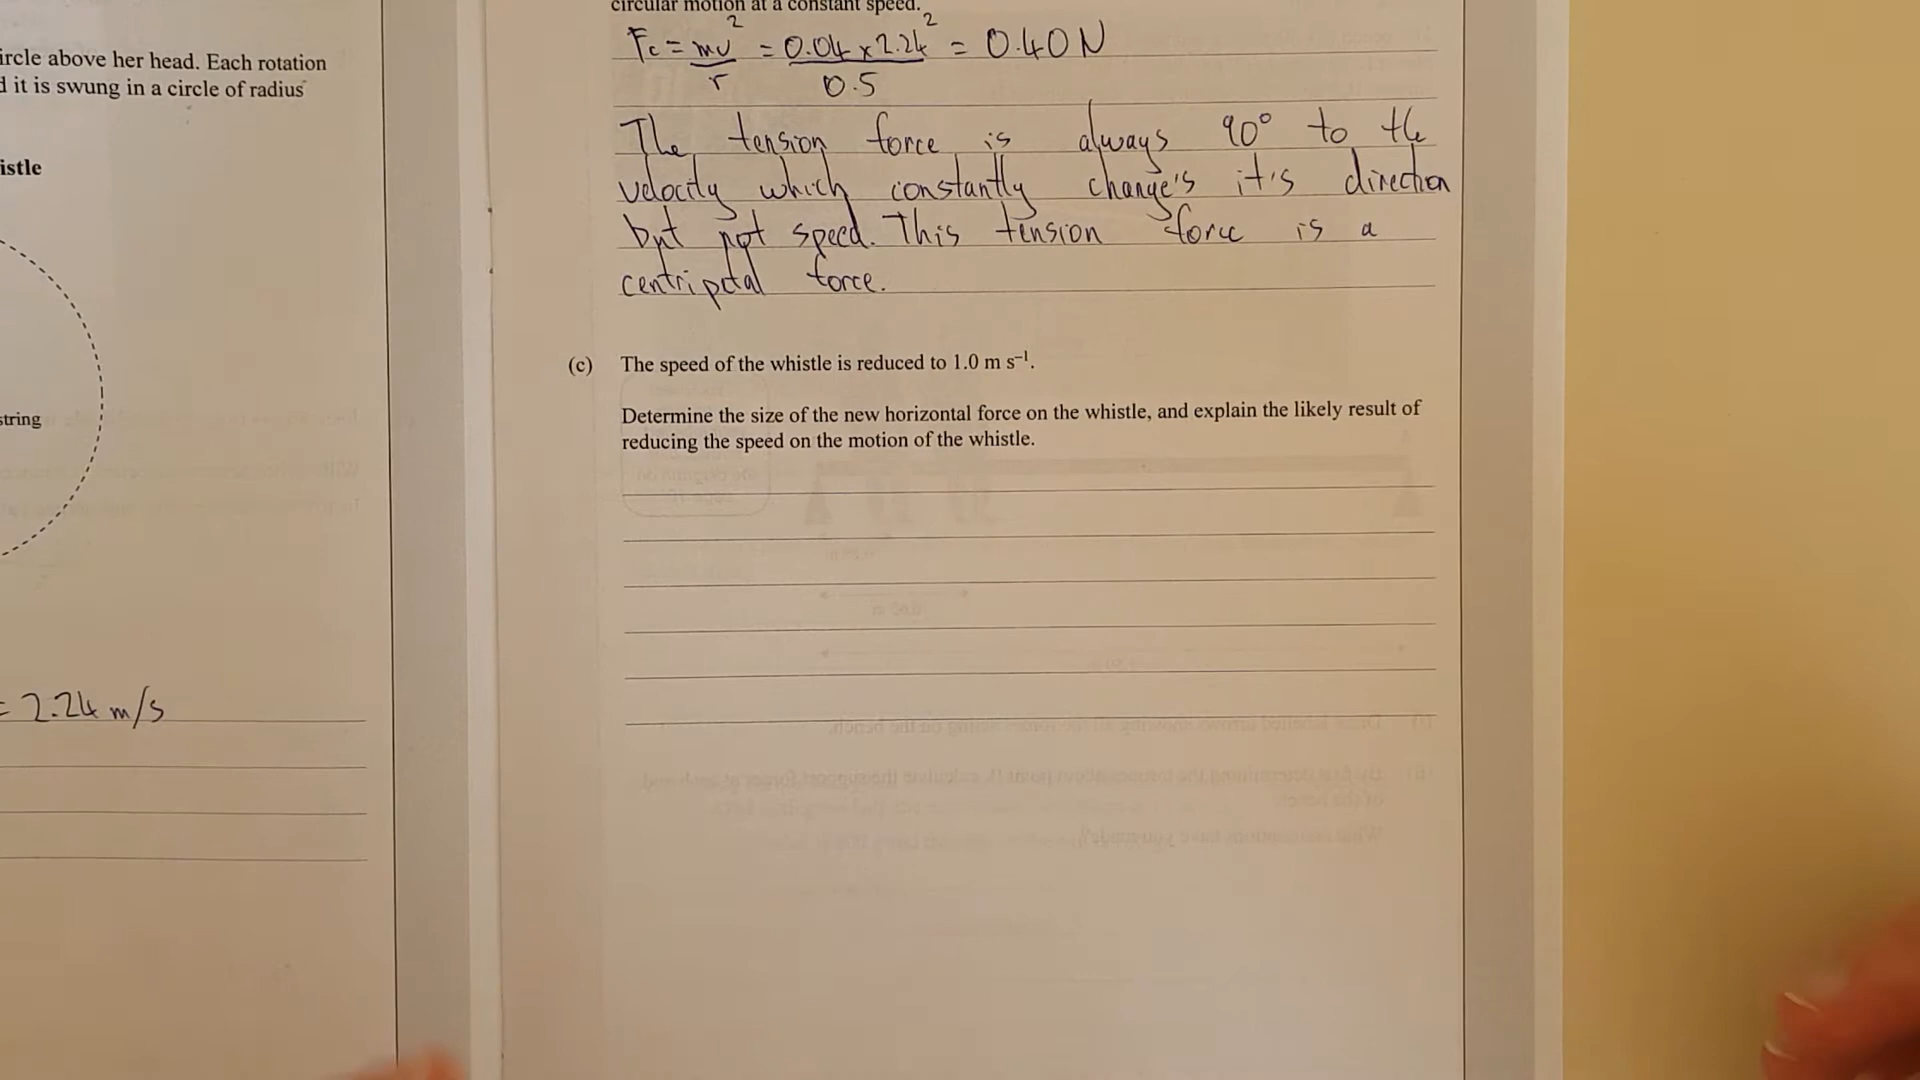 circular motion at a constant speed.
ircle above her head. Each rotation
d it is swung in a circle of radius
istle
string
= 2.24 m/s
Fc = mv² = 0.04 x 2.24² = 0.40 N
r 0.5
The tension force is always 90° to the
velocity which constantly change's it's direction
but not speed. This tension force is a
centripetal force.
(c) The speed of the whistle is reduced to 1.0 m s⁻¹.
Determine the size of the new horizontal force on the whistle, and explain the likely result of
reducing the speed on the motion of the whistle.